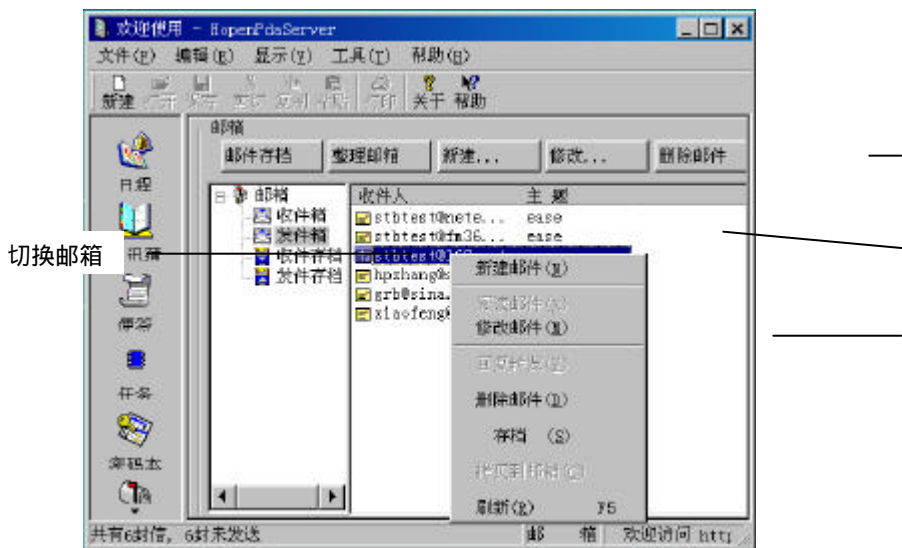 欢迎使用 - HopenPdaServer
文件(F) 编辑(E) 显示(V) 工具(T) 帮助(H)
新建 打开 保存 剪切 复制 粘贴 打印 关于 帮助
邮箱
邮件存档 整理邮箱 新建... 修改... 删除邮件
日程
便笺
任务
密码本
切换邮箱
邮箱
收件箱
发件箱
收件存档
发件存档
收件人 主题
stbtest@nete... ease
stbtest@fm36... ease
hpzhang@s
grb@sina.
xiaofeng@
新建邮件(N)
修改邮件(M)
删除邮件(D)
存档 (S)
刷新(R) F5
共有6封信, 6封未发送 邮 箱 欢迎访问 http